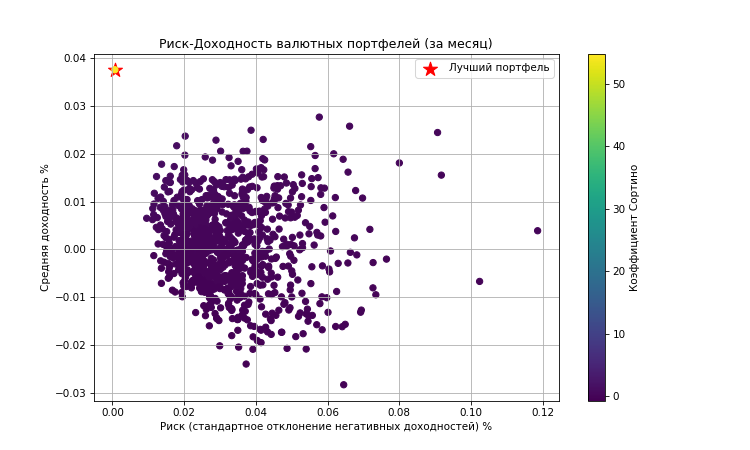 Риск-Доходность валютных портфелей (за месяц)
Лучший портфель
Средняя доходность %
0.04
0.03
0.02
0.01
0.00
−0.01
−0.02
−0.03
0.00 0.02 0.04 0.06 0.08 0.10 0.12
Риск (стандартное отклонение негативных доходностей) %
50
40
30
20
10
0
Коэффициент Сортино